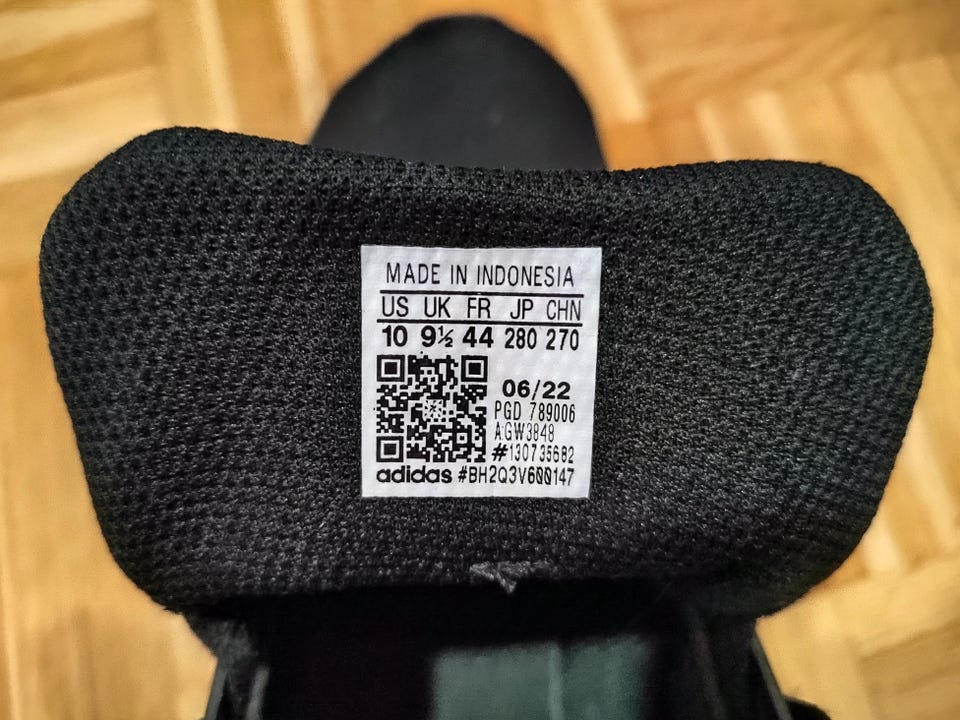 MADE IN INDONESIA
US UK FR JP CHN
10 9½ 44 280 270
06/22
PGD 789006
A:GW3848
#130735682
adidas #BH2Q3V600147